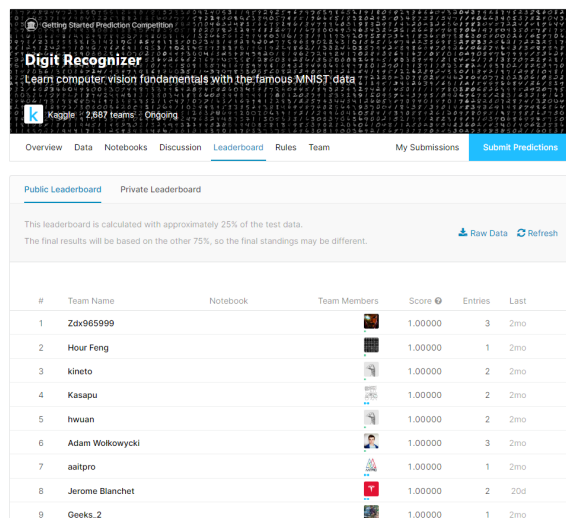 Getting Started Prediction Competition
Digit Recognizer
Learn computer vision fundamentals with the famous MNIST data
k Kaggle · 2,687 teams · Ongoing
Overview Data Notebooks Discussion Leaderboard Rules Team My Submissions Submit Predictions
Public Leaderboard Private Leaderboard
This leaderboard is calculated with approximately 25% of the test data.
The final results will be based on the other 75%, so the final standings may be different.
Raw Data Refresh
# Team Name Notebook Team Members Score Entries Last
1 Zdx965999 1.00000 3 2mo
2 Hour Feng 1.00000 1 2mo
3 kineto 1.00000 2 2mo
4 Kasapu 1.00000 2 2mo
5 hwuan 1.00000 2 2mo
6 Adam Wołkowycki 1.00000 3 2mo
7 aaitpro 1.00000 1 2mo
8 Jerome Blanchet 1.00000 2 20d
9 Geeks_2 1.00000 1 2mo